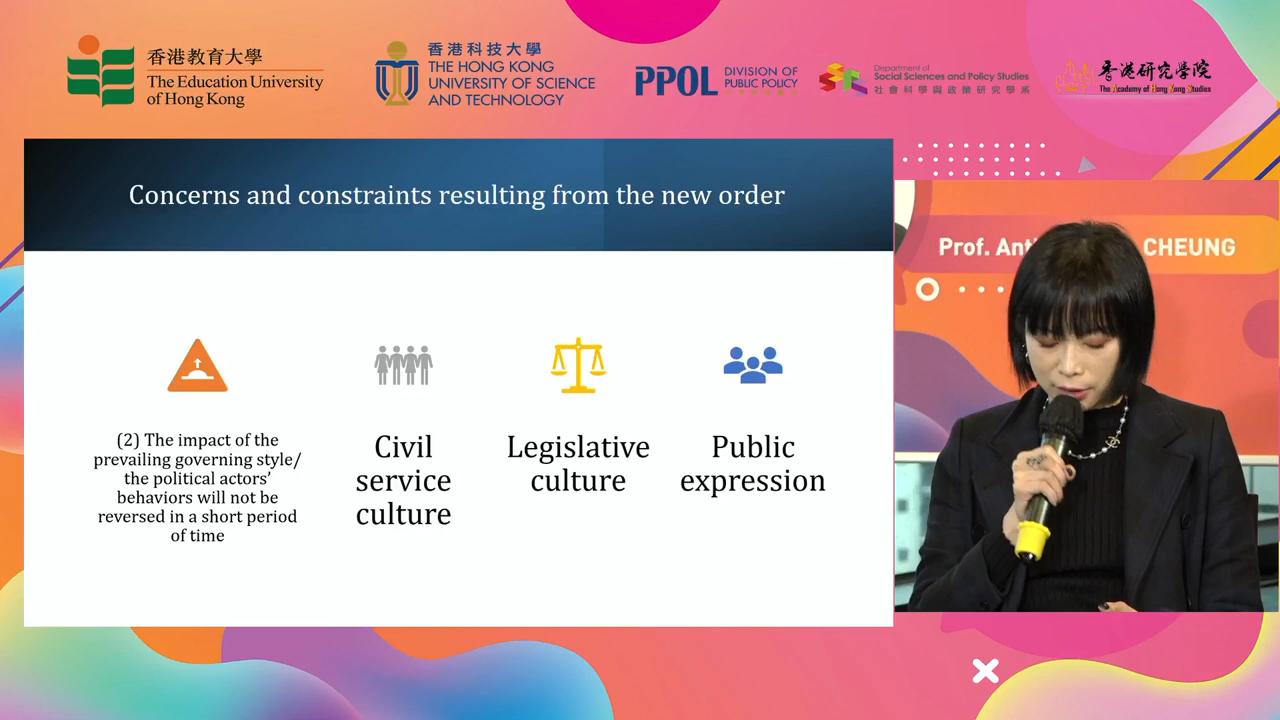 香港教育大學
The Education University
of Hong Kong
香港科技大學
THE HONG KONG
UNIVERSITY OF SCIENCE
AND TECHNOLOGY
PPOL
DIVISION OF
PUBLIC POLICY
Department of
Social Sciences and Policy Studies
社會科學與政策研究學系
香港研究學院
The Academy of Hong Kong Studies
Concerns and constraints resulting from the new order
(2) The impact of the
prevailing governing style/
the political actors'
behaviors will not be
reversed in a short period
of time
Civil
service
culture
Legislative
culture
Public
expression
Prof. Ant
CHEUNG